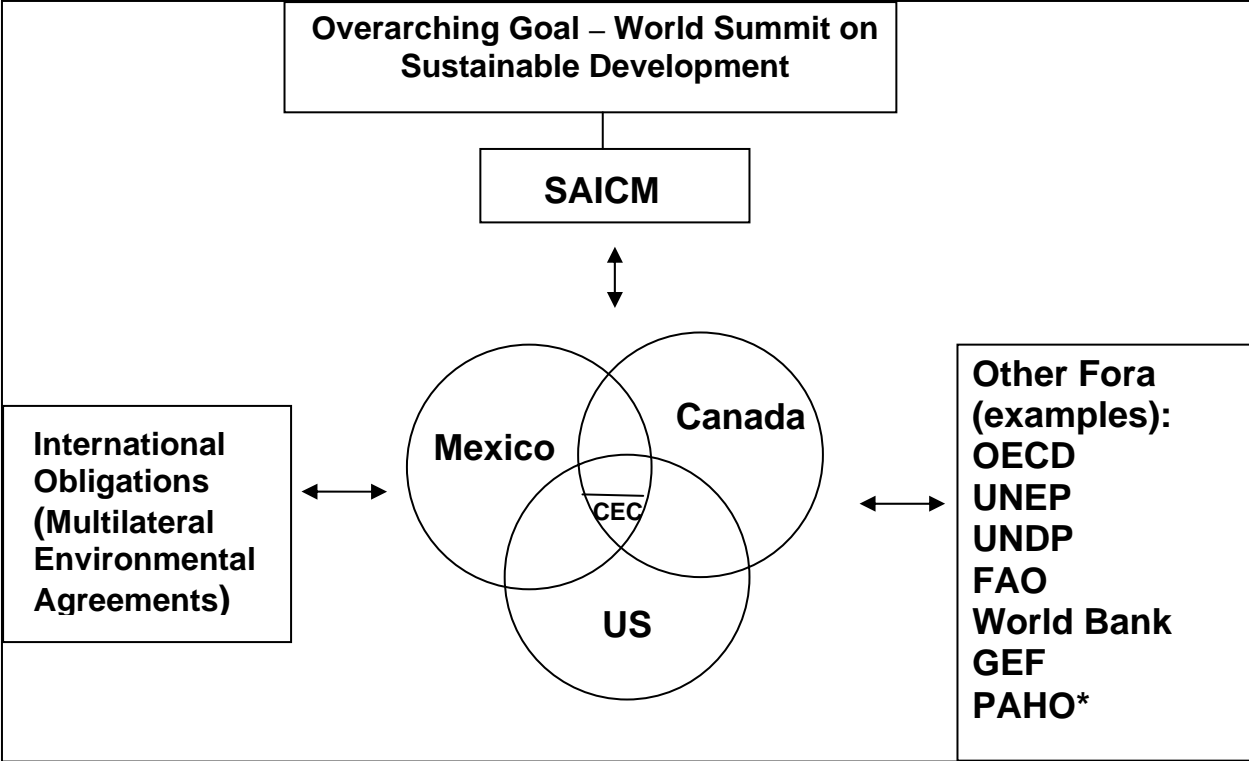 Overarching Goal – World Summit on
Sustainable Development
SAICM
Mexico
Canada
CEC
US
International
Obligations
(Multilateral
Environmental
Agreements)
Other Fora
(examples):
OECD
UNEP
UNDP
FAO
World Bank
GEF
PAHO*